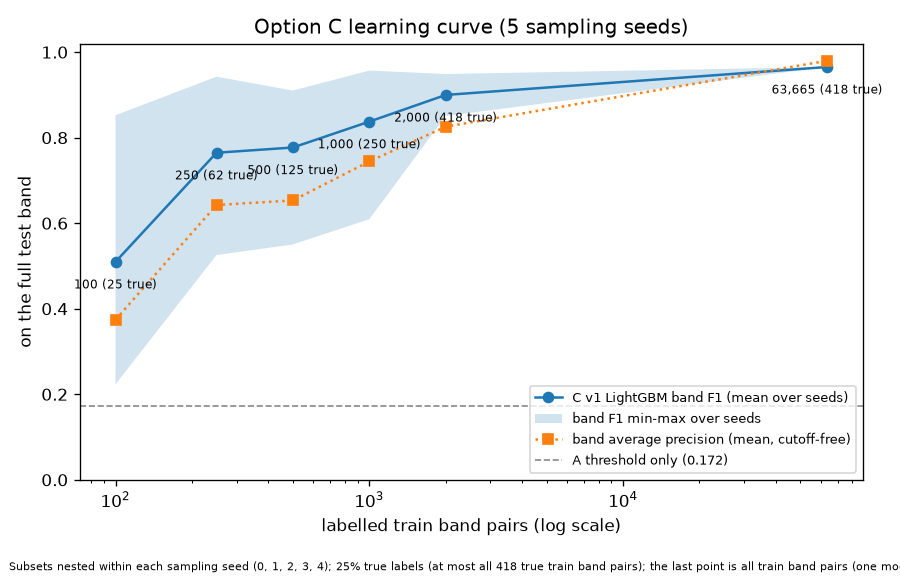 Option C learning curve (5 sampling seeds)
1.0
0.8
0.6
0.4
0.2
0.0
on the full test band
100 (25 true)
250 (62 true)
500 (125 true)
1,000 (250 true)
2,000 (418 true)
63,665 (418 true)
C v1 LightGBM band F1 (mean over seeds)
band F1 min-max over seeds
band average precision (mean, cutoff-free)
A threshold only (0.172)
10²
10³
10⁴
labelled train band pairs (log scale)
Subsets nested within each sampling seed (0, 1, 2, 3, 4); 25% true labels (at most all 418 true train band pairs); the last point is all train band pairs (one mo